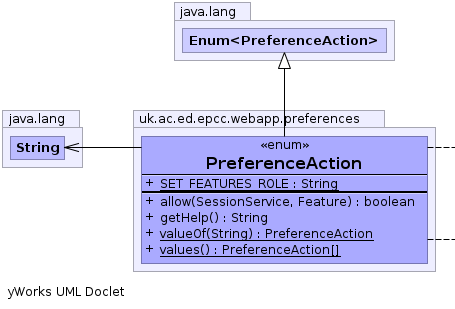 java.lang
Enum<PreferenceAction>
java.lang
String
uk.ac.ed.epcc.webapp.preferences
«enum»
PreferenceAction
+ SET_FEATURES_ROLE : String
+ allow(SessionService, Feature) : boolean
+ getHelp() : String
+ valueOf(String) : PreferenceAction
+ values() : PreferenceAction[]
yWorks UML Doclet